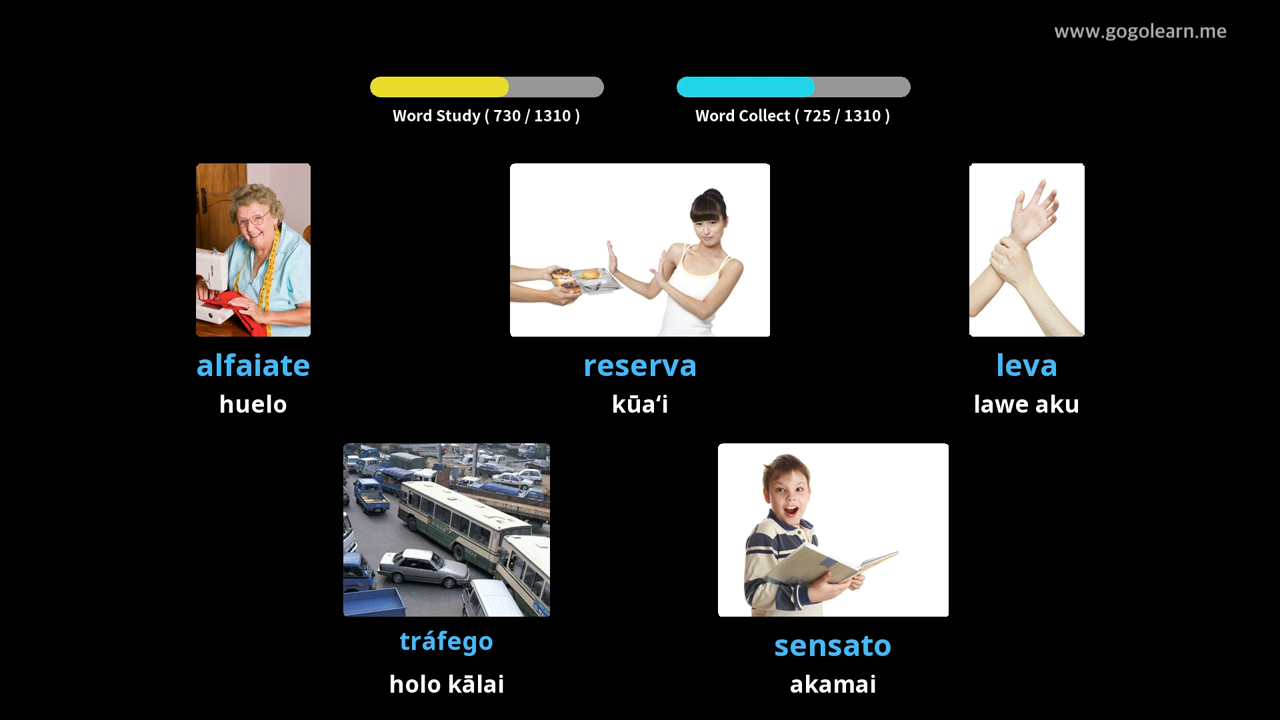 www.gogolearn.me
Word Study ( 730 / 1310 )
Word Collect ( 725 / 1310 )
alfaiate
huelo
reserva
kūaʻi
leva
lawe aku
tráfego
holo kālai
sensato
akamai